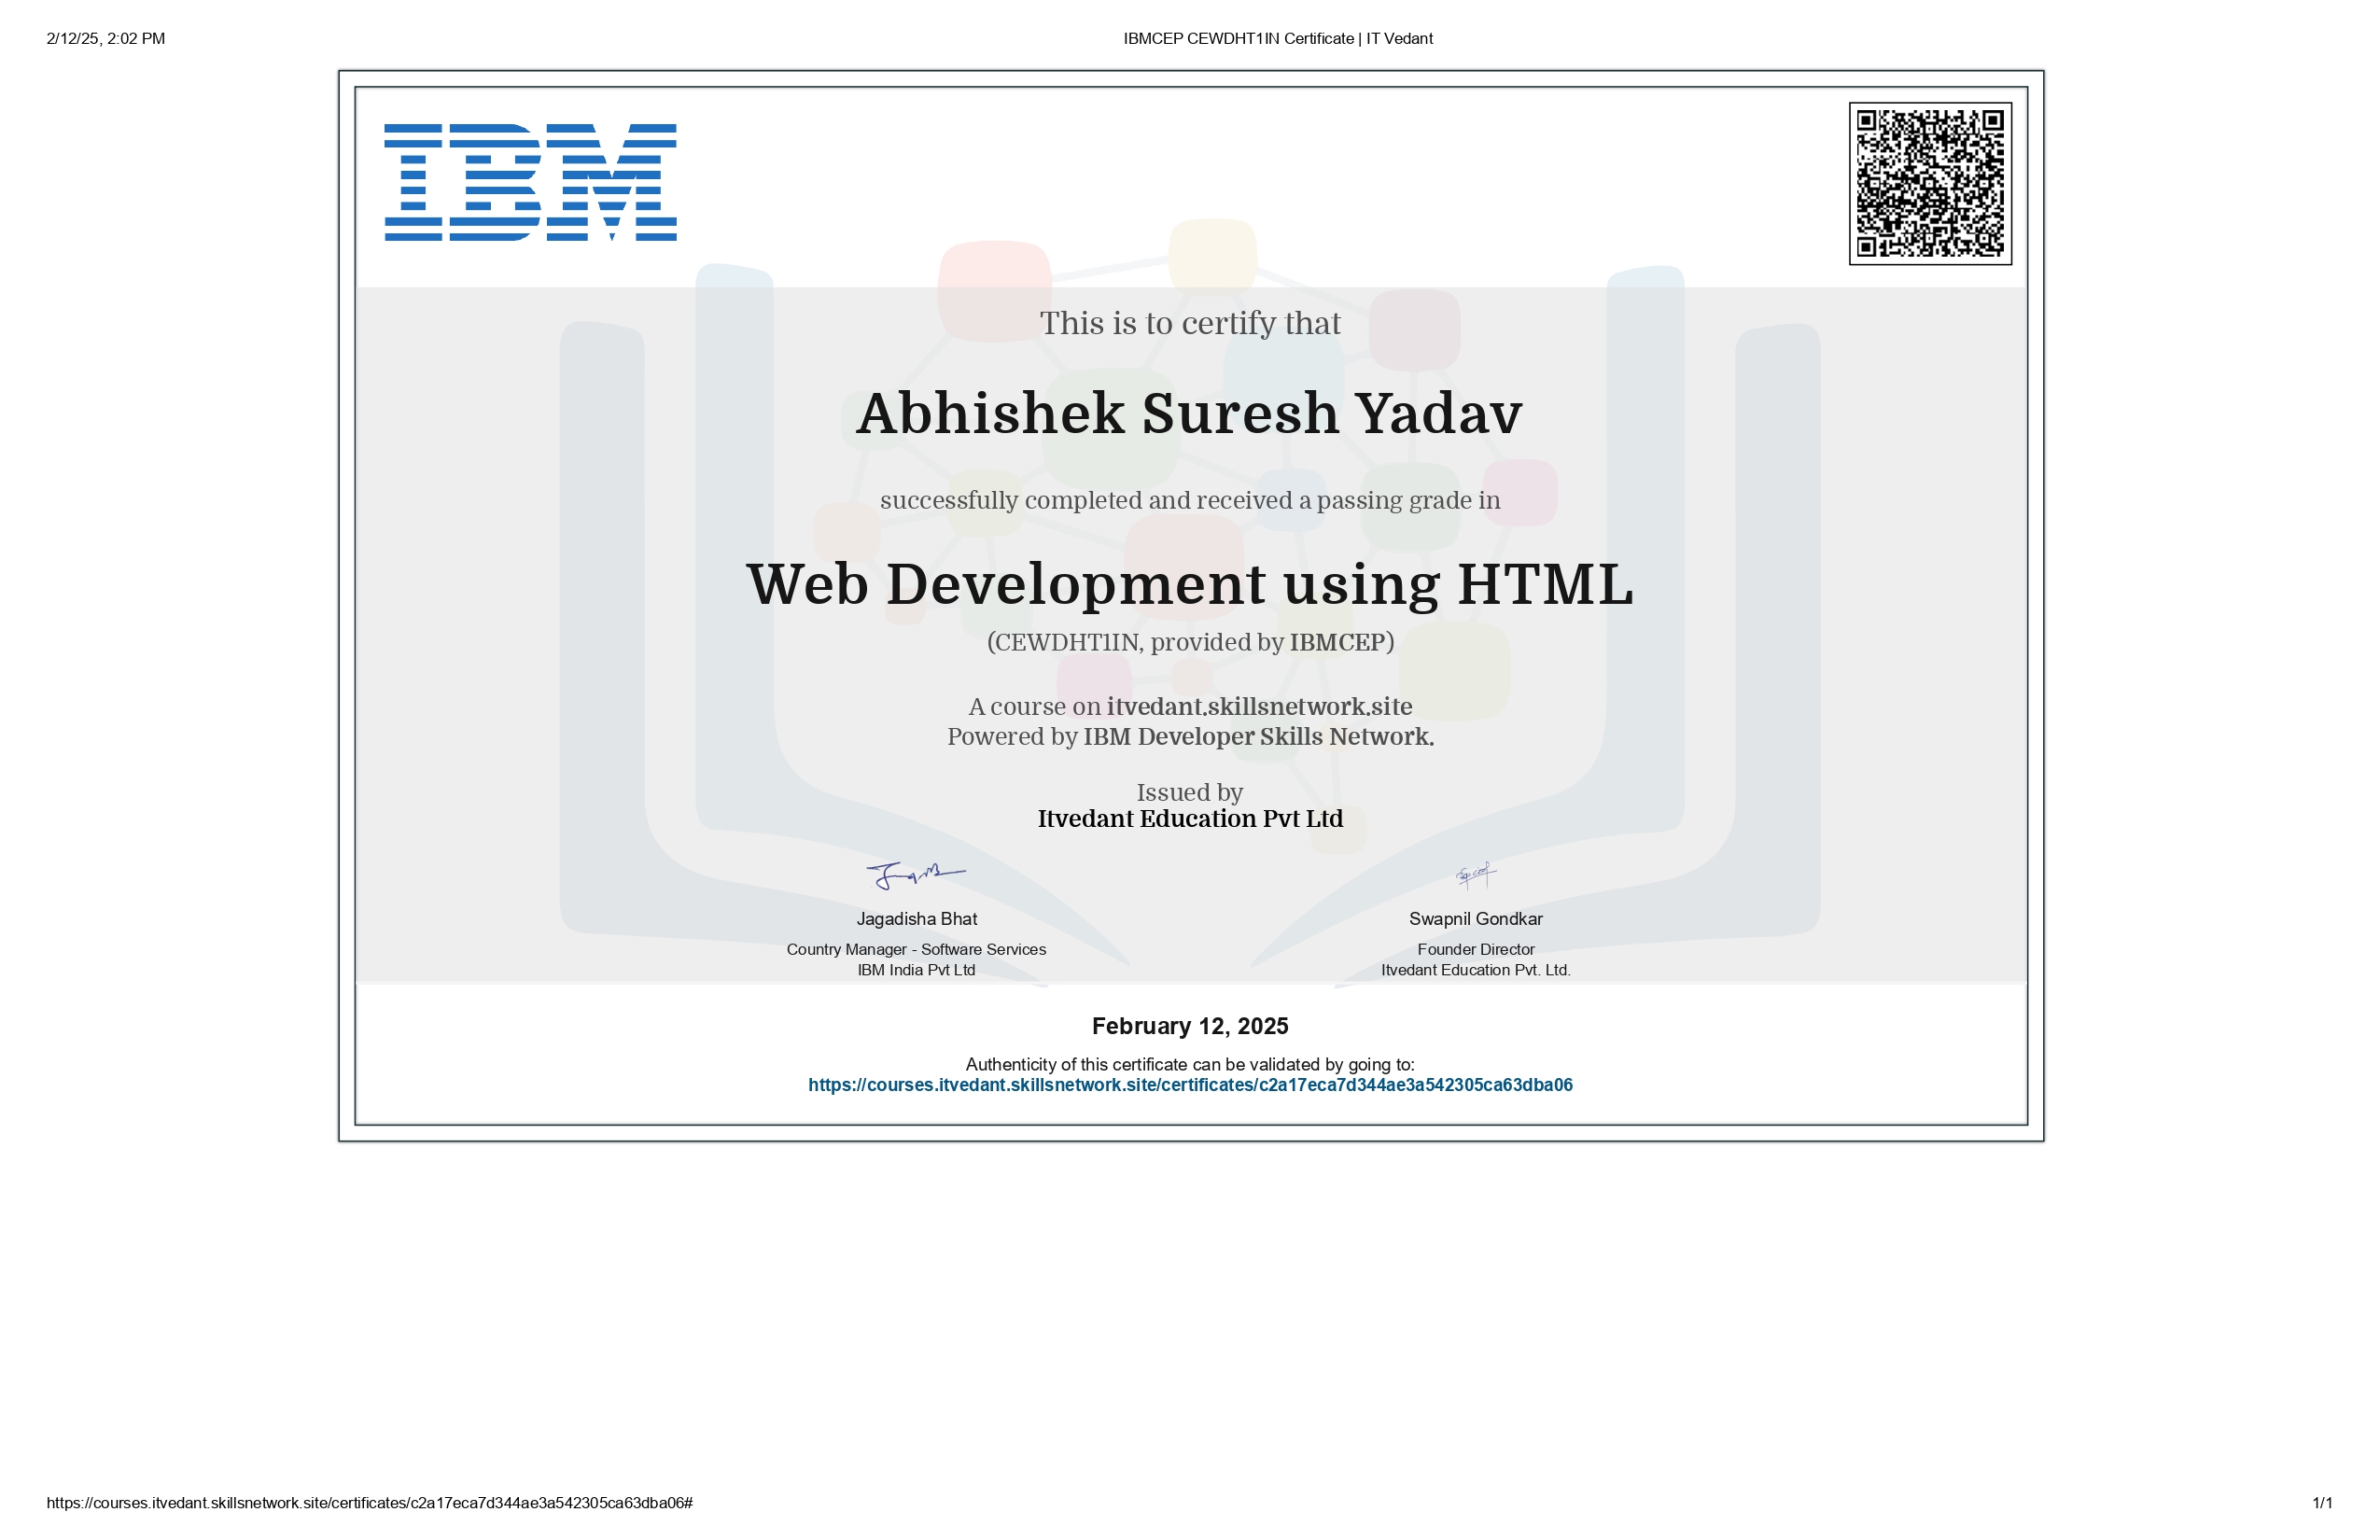 2/12/25, 2:02 PM
IBMCEP CEWDHT1IN Certificate | IT Vedant
IBM
This is to certify that
Abhishek Suresh Yadav
successfully completed and received a passing grade in
Web Development using HTML
(CEWDHT1IN, provided by IBMCEP)
A course on itvedant.skillsnetwork.site
Powered by IBM Developer Skills Network.
Issued by
Itvedant Education Pvt Ltd
Jagadisha Bhat
Country Manager - Software Services
IBM India Pvt Ltd
Swapnil Gondkar
Founder Director
Itvedant Education Pvt. Ltd.
February 12, 2025
Authenticity of this certificate can be validated by going to:
https://courses.itvedant.skillsnetwork.site/certificates/c2a17eca7d344ae3a542305ca63dba06
https://courses.itvedant.skillsnetwork.site/certificates/c2a17eca7d344ae3a542305ca63dba06#
1/1